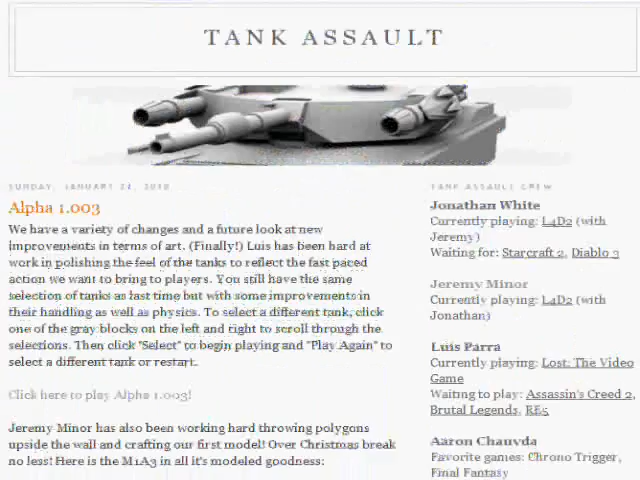 TANK ASSAULT
SUNDAY, JANUARY 24, 2010
Alpha 1.003
We have a variety of changes and a future look at new
improvements in terms of art. (Finally!) Luis has been hard at
work in polishing the feel of the tanks to reflect the fast paced
action we want to bring to players. You still have the same
selection of tanks as last time but with some improvements in
their handling as well as physics. To select a different tank, click
one of the gray blocks on the left and right to scroll through the
selections. Then, click "Select" to begin playing and "Play Again" to
select a different tank or restart.
Click here to play Alpha 1.003!
Jeremy Minor has also been working hard throwing polygons
upside the wall and crafting our first model! Over Christmas break
no less! Here is the M1A3 in all it's modeled goodness:
TANK ASSAULT CREW
Jonathan White
Currently playing: L4D2 (with
Jeremy)
Waiting for: Starcraft 2, Diablo 3
Jeremy Minor
Currently playing: L4D2 (with
Jonathan)
Luis Parra
Currently playing: Lost: The Video
Game
Waiting to play: Assassin's Creed 2,
Brutal Legends, RE5
Aaron Chauvda
Favorite games: Chrono Trigger,
Final Fantasy